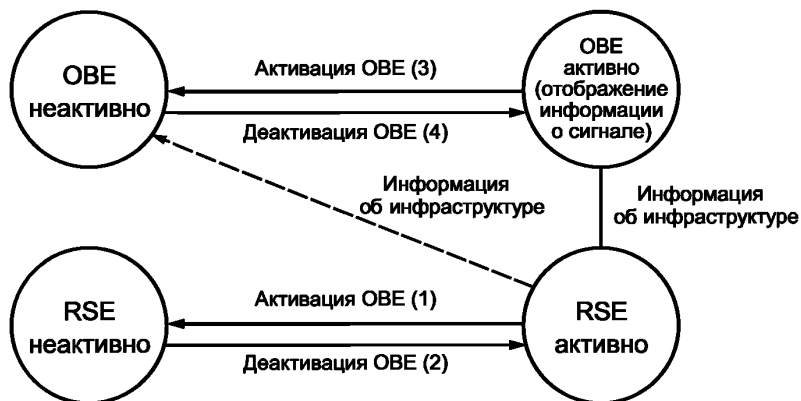 OBE
неактивно
Активация OBE (3)
Деактивация OBE (4)
OBE
активно
(отображение
информации
о сигнале)
Информация
об инфраструктуре
Информация
об инфраструктуре
RSE
неактивно
Активация OBE (1)
Деактивация OBE (2)
RSE
активно